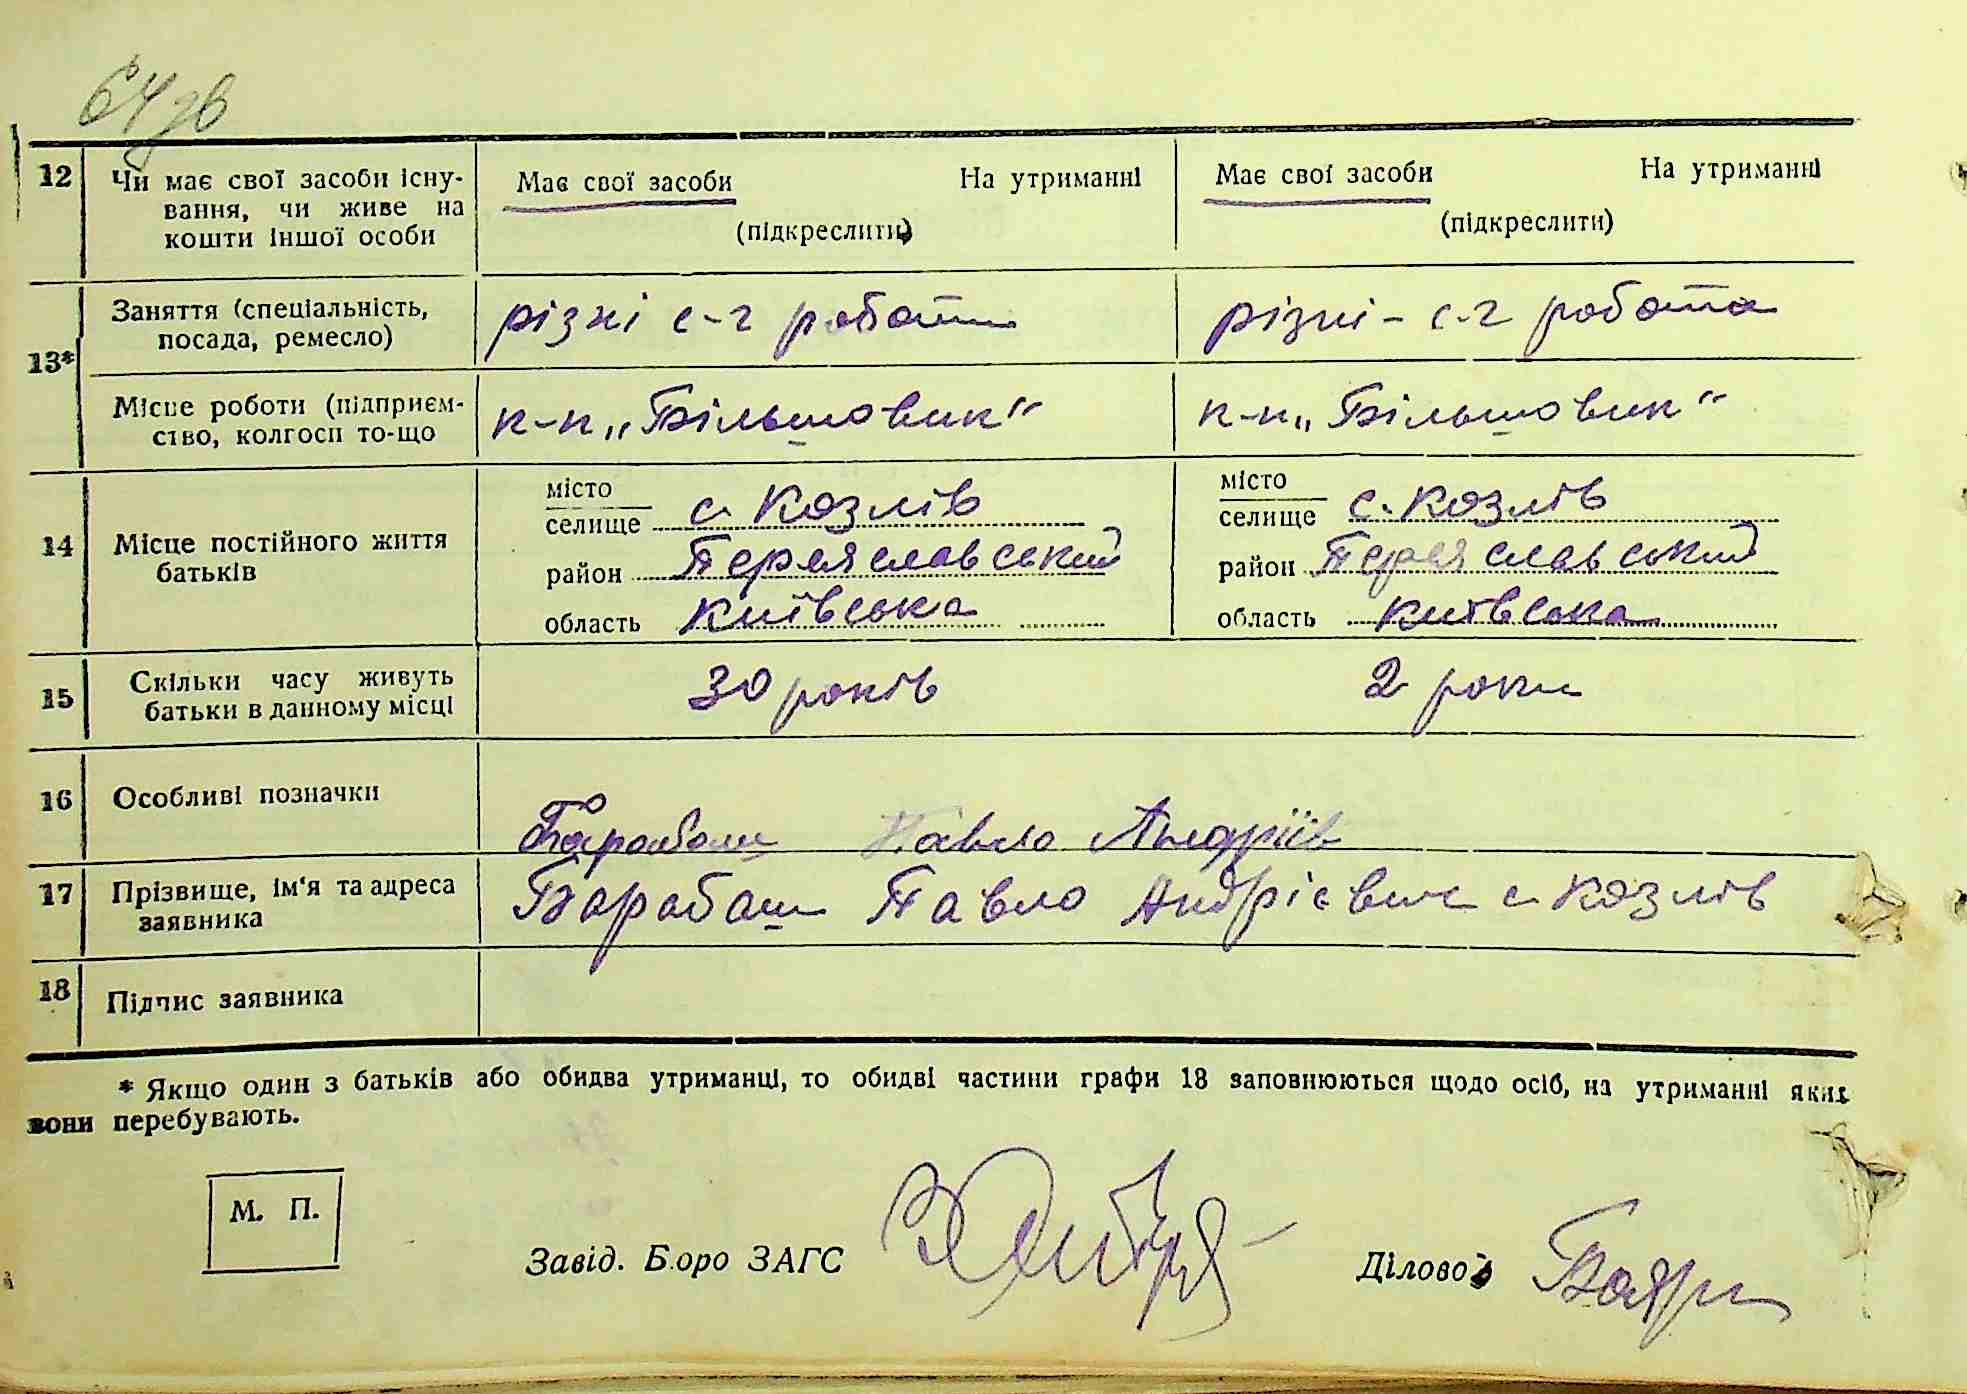 64 зв
12 Чи має свої засоби існу- Має свої засоби На утриманні Має свої засоби На утриманні
вання, чи живе на
кошти іншої особи (підкреслити) (підкреслити)
13* Заняття (спеціальність, різні с-г роботи різні - с-г робота
посада, ремесло)
Місце роботи (підприєм- к-п „Більшовик“ к-п „Більшовик“
ство, колгосп то-що
14 Місце постійного життя
батьків
місто
селище с. Козлів
район Переяславський
область Київська
місто
селище с. Козлів
район Переяславський
область Київська
15 Скільки часу живуть 30 років 2 роки
батьки в данному місці
16 Особливі позначки
Барабаш Павло Андріїв
17 Прізвище, ім'я та адреса Барабаш Павло Андрієвич с. Козлів
заявника
18 Підпис заявника
* Якщо один з батьків або обидва утриманці, то обидві частини графи 18 заповнюються щодо осіб, на утриманні яких
вони перебувають.
М. П.
Завід. Бюро ЗАГС Діловод